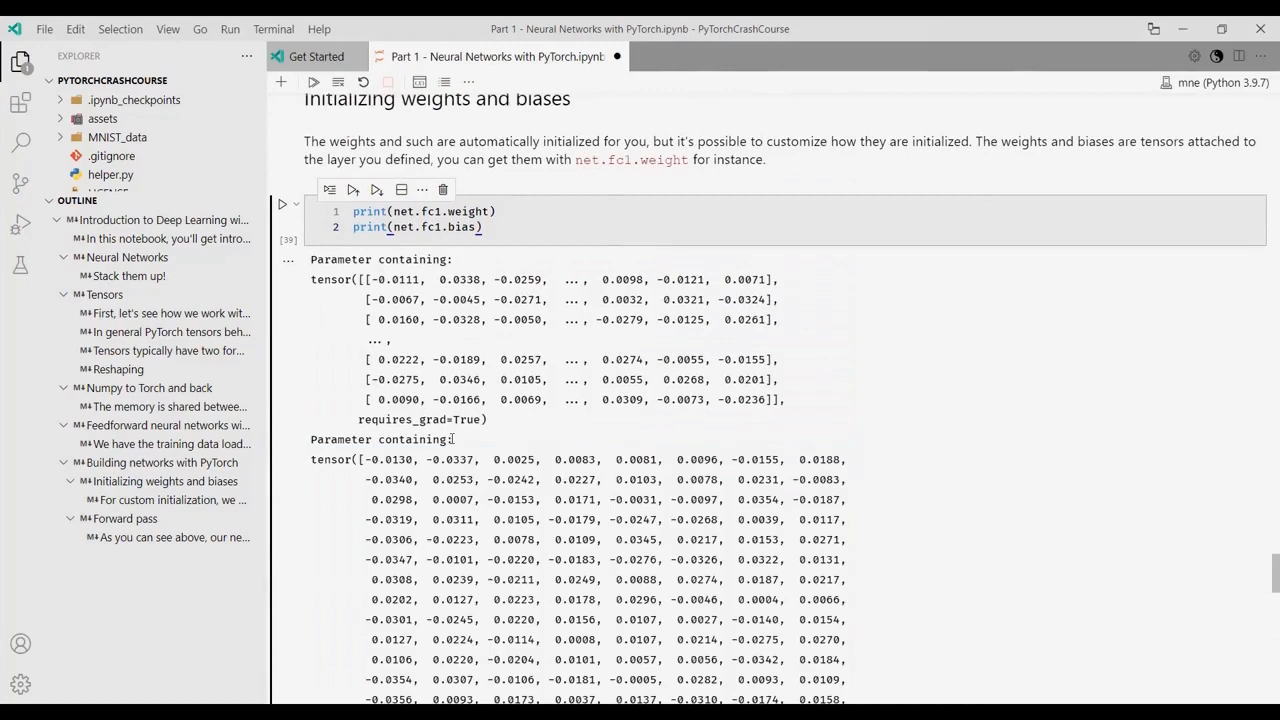 File Edit Selection View Go Run Terminal Help Part 1 - Neural Networks with PyTorch.ipynb - PyTorchCrashCourse
EXPLORER
Get Started
Part 1 - Neural Networks with PyTorch.ipynb
PYTORCHCRASHCOURSE
.ipynb_checkpoints
assets
MNIST_data
.gitignore
helper.py
OUTLINE
Introduction to Deep Learning wi...
In this notebook, you'll get intro...
Neural Networks
Stack them up!
Tensors
First, let's see how we work wit...
In general PyTorch tensors beh...
Tensors typically have two for...
Reshaping
Numpy to Torch and back
The memory is shared betwee...
Feedforward neural networks wi...
We have the training data load...
Building networks with PyTorch
Initializing weights and biases
For custom initialization, we ...
Forward pass
As you can see above, our ne...
mne (Python 3.9.7)
Initializing weights and biases
The weights and such are automatically initialized for you, but it's possible to customize how they are initialized. The weights and biases are tensors attached to
the layer you defined, you can get them with net.fc1.weight for instance.
1 print(net.fc1.weight)
2 print(net.fc1.bias)
[39]
Parameter containing:
tensor([[-0.0111, 0.0338, -0.0259, ..., 0.0098, -0.0121, 0.0071],
[-0.0067, -0.0045, -0.0271, ..., 0.0032, 0.0321, -0.0324],
[ 0.0160, -0.0328, -0.0050, ..., -0.0279, -0.0125, 0.0261],
...,
[ 0.0222, -0.0189, 0.0257, ..., 0.0274, -0.0055, -0.0155],
[-0.0275, 0.0346, 0.0105, ..., 0.0055, 0.0268, 0.0201],
[ 0.0090, -0.0166, 0.0069, ..., 0.0309, -0.0073, -0.0236]],
requires_grad=True)
Parameter containing:
tensor([-0.0130, -0.0337, 0.0025, 0.0083, 0.0081, 0.0096, -0.0155, 0.0188,
-0.0340, 0.0253, -0.0242, 0.0227, 0.0103, 0.0078, 0.0231, -0.0083,
0.0298, 0.0007, -0.0153, 0.0171, -0.0031, -0.0097, 0.0354, -0.0187,
-0.0319, 0.0311, 0.0105, -0.0179, -0.0247, -0.0268, 0.0039, 0.0117,
-0.0306, -0.0223, 0.0078, 0.0109, 0.0345, 0.0217, 0.0153, 0.0271,
-0.0347, -0.0101, -0.0220, -0.0183, -0.0276, -0.0326, 0.0322, 0.0131,
0.0308, 0.0239, -0.0211, 0.0249, 0.0088, 0.0274, 0.0187, 0.0217,
0.0202, 0.0127, 0.0223, 0.0178, 0.0296, -0.0046, 0.0004, 0.0066,
-0.0301, -0.0245, 0.0220, 0.0156, 0.0107, 0.0027, -0.0140, 0.0154,
0.0127, 0.0224, -0.0114, 0.0008, 0.0107, 0.0214, -0.0275, 0.0270,
0.0106, 0.0220, -0.0204, 0.0101, 0.0057, 0.0056, -0.0342, 0.0184,
-0.0354, 0.0307, -0.0106, -0.0181, -0.0005, 0.0282, 0.0093, 0.0109,
-0.0356, 0.0093, 0.0173, 0.0037, 0.0137, -0.0310, -0.0174, 0.0158,